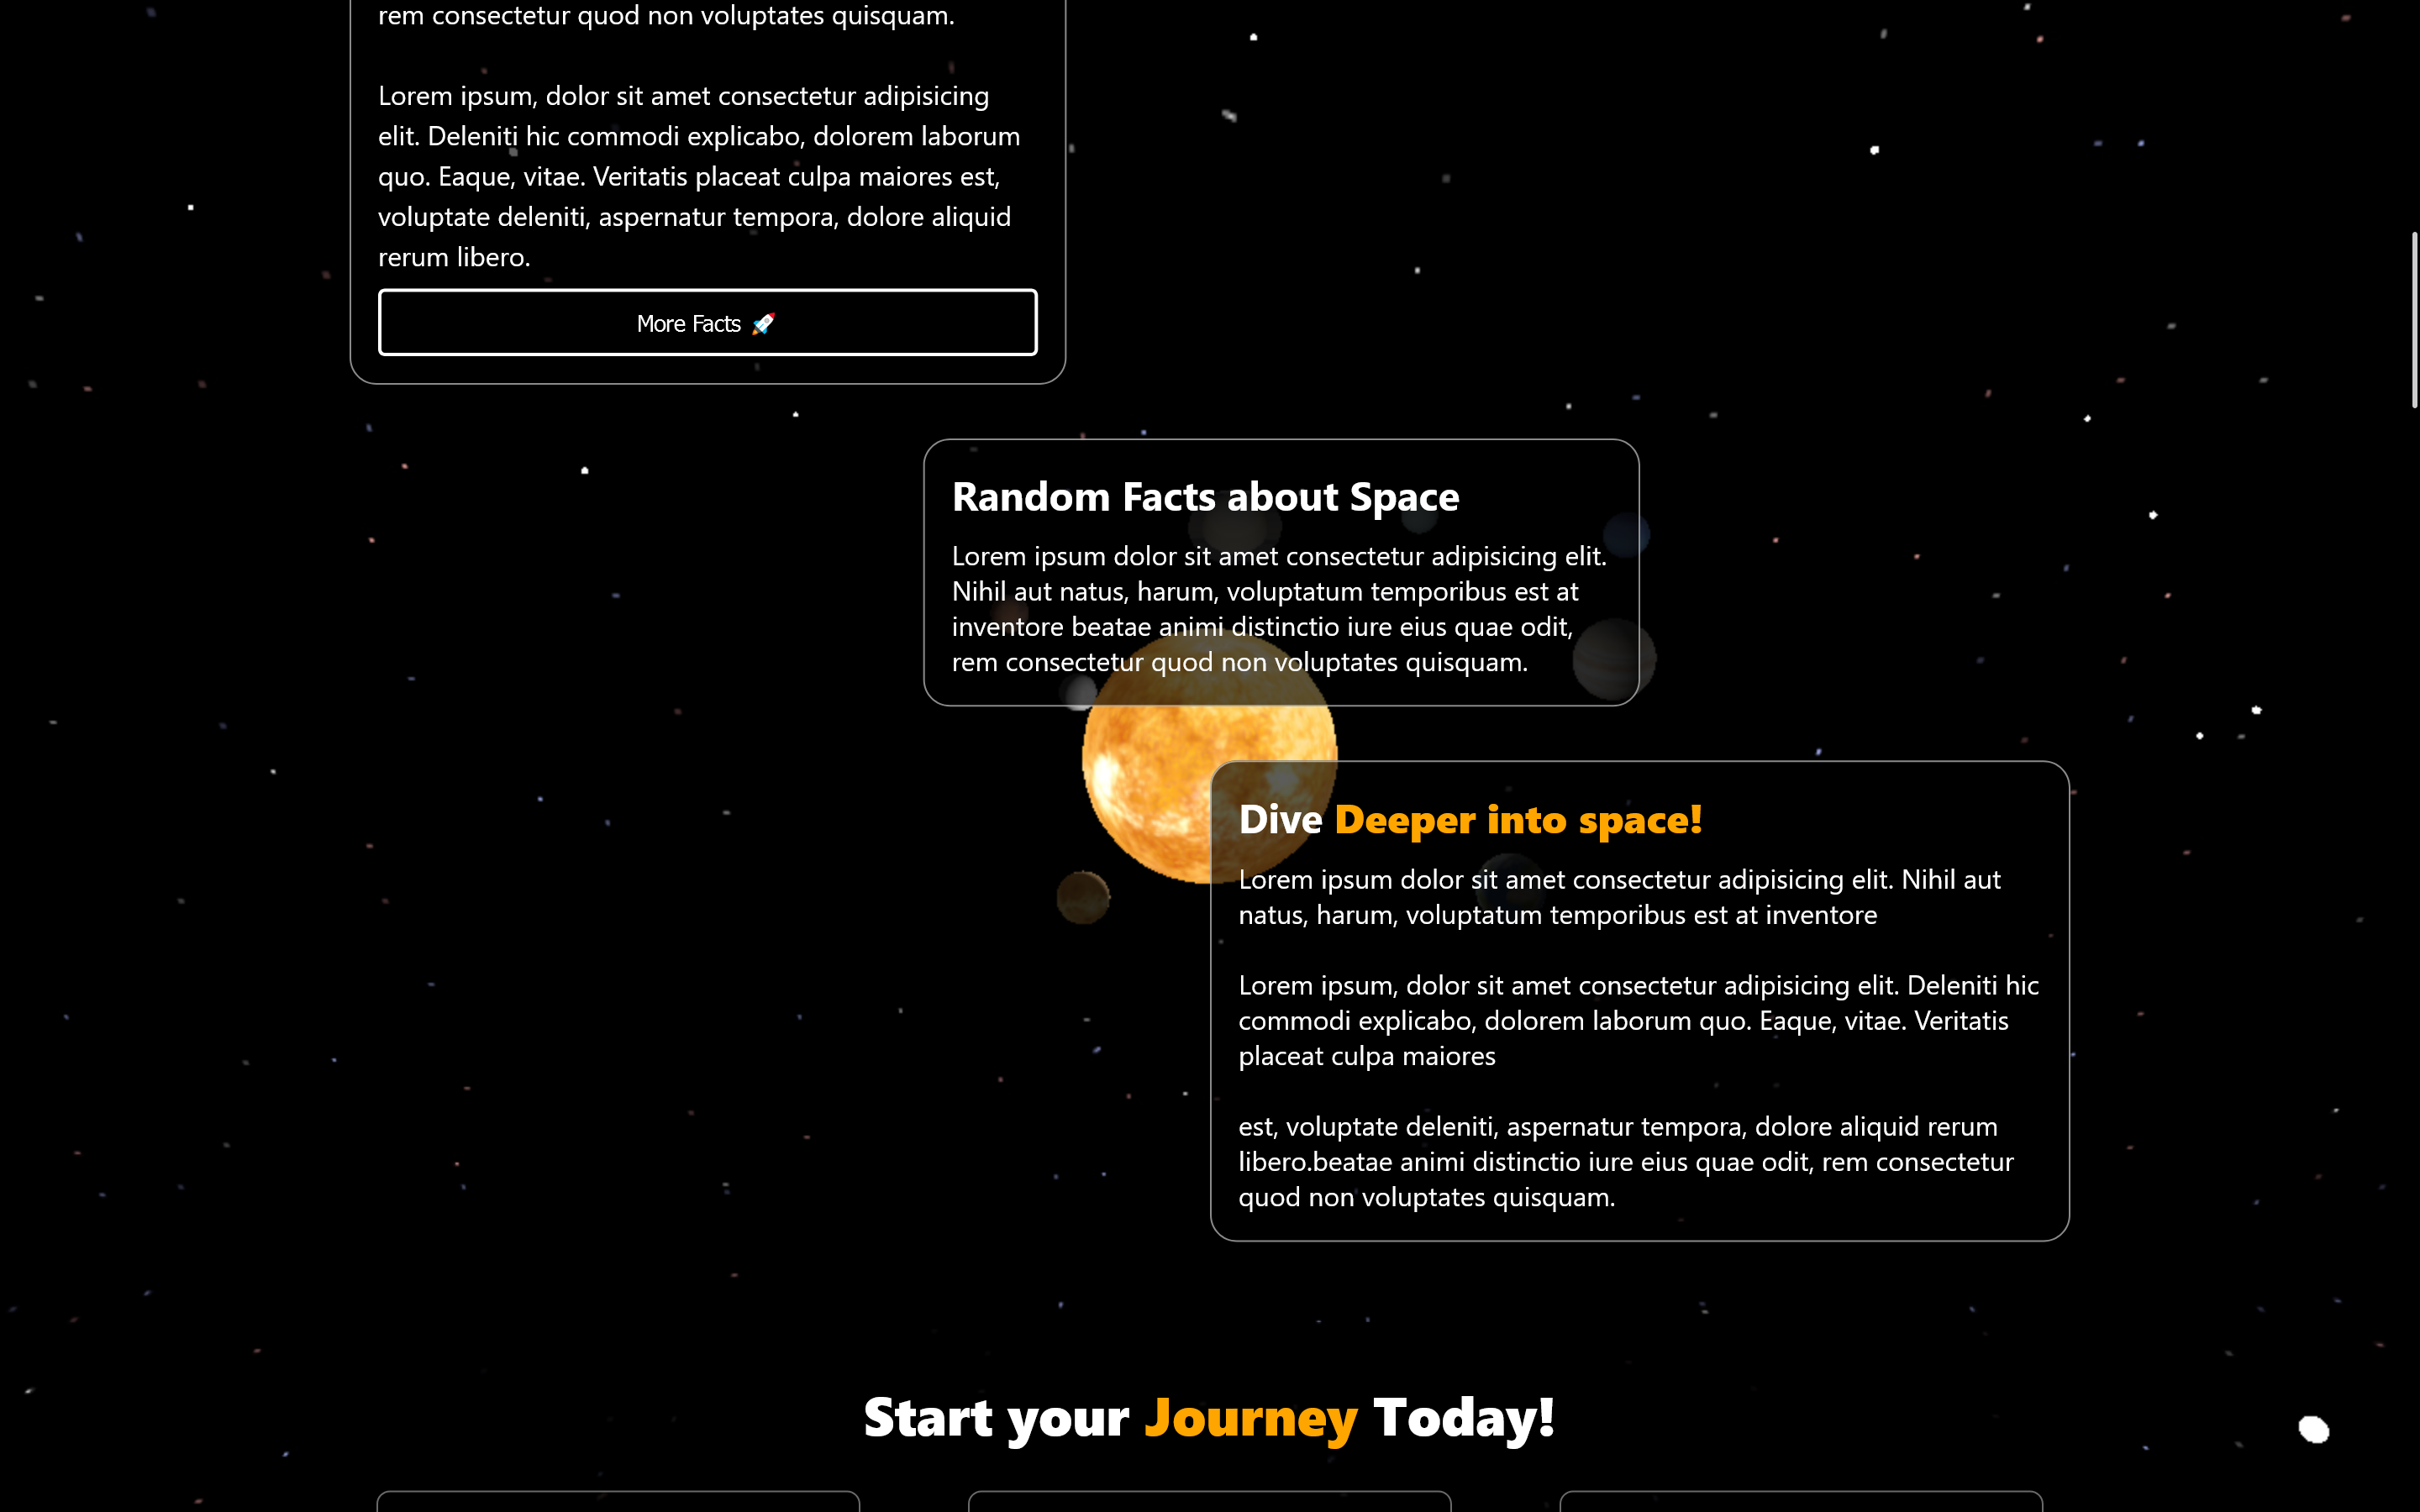 rem consectetur quod non voluptates quisquam.
Lorem ipsum, dolor sit amet consectetur adipisicing
elit. Deleniti hic commodi explicabo, dolorem laborum
quo. Eaque, vitae. Veritatis placeat culpa maiores est,
voluptate deleniti, aspernatur tempora, dolore aliquid
rerum libero.
More Facts 🚀
Random Facts about Space
Lorem ipsum dolor sit amet consectetur adipisicing elit.
Nihil aut natus, harum, voluptatum temporibus est at
inventore beatae animi distinctio iure eius quae odit,
rem consectetur quod non voluptates quisquam.
Dive Deeper into space!
Lorem ipsum dolor sit amet consectetur adipisicing elit. Nihil aut
natus, harum, voluptatum temporibus est at inventore
Lorem ipsum, dolor sit amet consectetur adipisicing elit. Deleniti hic
commodi explicabo, dolorem laborum quo. Eaque, vitae. Veritatis
placeat culpa maiores
est, voluptate deleniti, aspernatur tempora, dolore aliquid rerum
libero.beatae animi distinctio iure eius quae odit, rem consectetur
quod non voluptates quisquam.
Start your Journey Today!